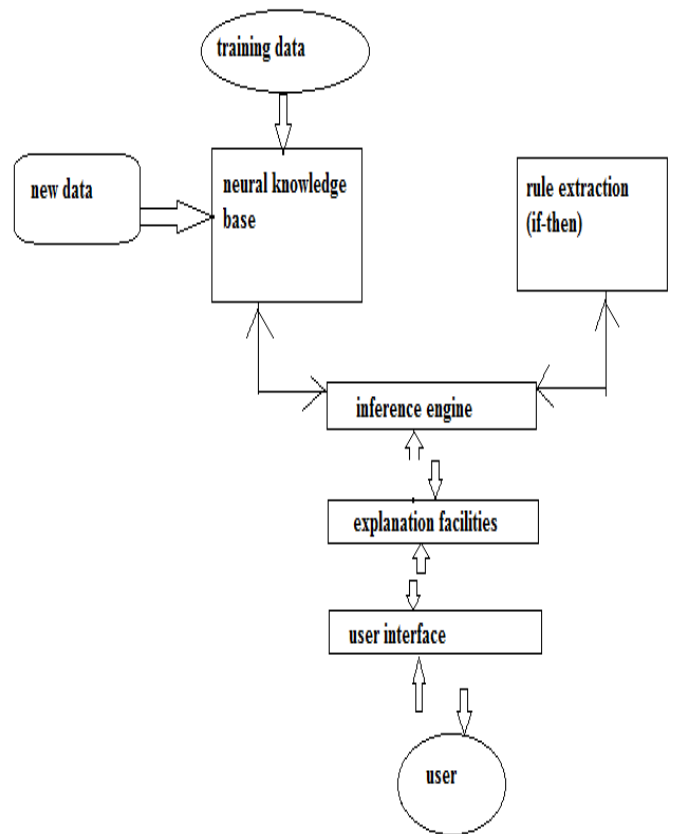 training data
new data
neural knowledge
base
rule extraction
(if-then)
inference engine
explanation facilities
user interface
user